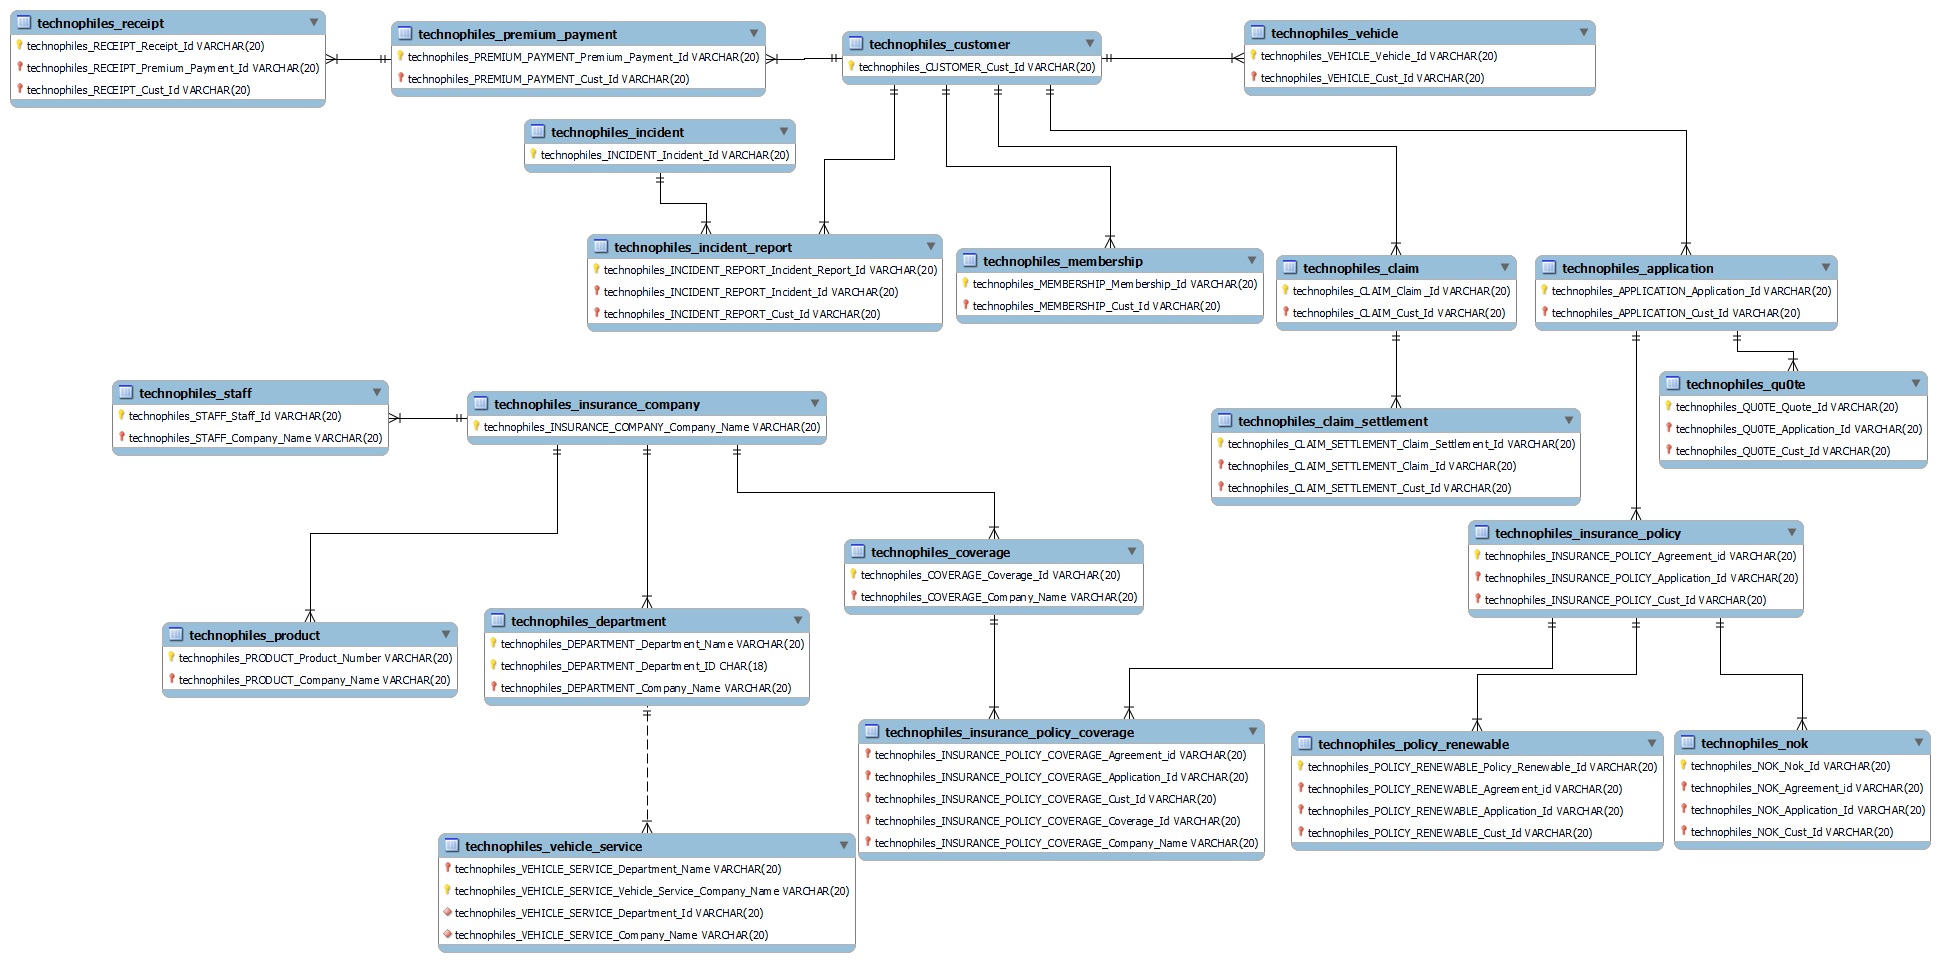 technophiles_receipt
technophiles_RECEIPT_Receipt_Id VARCHAR(20)
technophiles_RECEIPT_Premium_Payment_Id VARCHAR(20)
technophiles_RECEIPT_Cust_Id VARCHAR(20)
technophiles_premium_payment
technophiles_PREMIUM_PAYMENT_Premium_Payment_Id VARCHAR(20)
technophiles_PREMIUM_PAYMENT_Cust_Id VARCHAR(20)
technophiles_customer
technophiles_CUSTOMER_Cust_Id VARCHAR(20)
technophiles_vehicle
technophiles_VEHICLE_Vehicle_Id VARCHAR(20)
technophiles_VEHICLE_Cust_Id VARCHAR(20)
technophiles_incident
technophiles_INCIDENT_Incident_Id VARCHAR(20)
technophiles_incident_report
technophiles_INCIDENT_REPORT_Incident_Report_Id VARCHAR(20)
technophiles_INCIDENT_REPORT_Incident_Id VARCHAR(20)
technophiles_INCIDENT_REPORT_Cust_Id VARCHAR(20)
technophiles_membership
technophiles_MEMBERSHIP_Membership_Id VARCHAR(20)
technophiles_MEMBERSHIP_Cust_Id VARCHAR(20)
technophiles_claim
technophiles_CLAIM_Claim_Id VARCHAR(20)
technophiles_CLAIM_Cust_Id VARCHAR(20)
technophiles_application
technophiles_APPLICATION_Application_Id VARCHAR(20)
technophiles_APPLICATION_Cust_Id VARCHAR(20)
technophiles_staff
technophiles_STAFF_Staff_Id VARCHAR(20)
technophiles_STAFF_Company_Name VARCHAR(20)
technophiles_insurance_company
technophiles_INSURANCE_COMPANY_Company_Name VARCHAR(20)
technophiles_claim_settlement
technophiles_CLAIM_SETTLEMENT_Claim_Settlement_Id VARCHAR(20)
technophiles_CLAIM_SETTLEMENT_Claim_Id VARCHAR(20)
technophiles_CLAIM_SETTLEMENT_Cust_Id VARCHAR(20)
technophiles_qu0te
technophiles_QU0TE_Quote_Id VARCHAR(20)
technophiles_QU0TE_Application_Id VARCHAR(20)
technophiles_QU0TE_Cust_Id VARCHAR(20)
technophiles_product
technophiles_PRODUCT_Product_Number VARCHAR(20)
technophiles_PRODUCT_Company_Name VARCHAR(20)
technophiles_department
technophiles_DEPARTMENT_Department_Name VARCHAR(20)
technophiles_DEPARTMENT_Department_ID CHAR(18)
technophiles_DEPARTMENT_Company_Name VARCHAR(20)
technophiles_coverage
technophiles_COVERAGE_Coverage_Id VARCHAR(20)
technophiles_COVERAGE_Company_Name VARCHAR(20)
technophiles_insurance_policy
technophiles_INSURANCE_POLICY_Agreement_id VARCHAR(20)
technophiles_INSURANCE_POLICY_Application_Id VARCHAR(20)
technophiles_INSURANCE_POLICY_Cust_Id VARCHAR(20)
technophiles_vehicle_service
technophiles_VEHICLE_SERVICE_Department_Name VARCHAR(20)
technophiles_VEHICLE_SERVICE_Vehicle_Service_Company_Name VARCHAR(20)
technophiles_VEHICLE_SERVICE_Department_Id VARCHAR(20)
technophiles_VEHICLE_SERVICE_Company_Name VARCHAR(20)
technophiles_insurance_policy_coverage
technophiles_INSURANCE_POLICY_COVERAGE_Agreement_id VARCHAR(20)
technophiles_INSURANCE_POLICY_COVERAGE_Application_Id VARCHAR(20)
technophiles_INSURANCE_POLICY_COVERAGE_Cust_Id VARCHAR(20)
technophiles_INSURANCE_POLICY_COVERAGE_Coverage_Id VARCHAR(20)
technophiles_INSURANCE_POLICY_COVERAGE_Company_Name VARCHAR(20)
technophiles_policy_renewable
technophiles_POLICY_RENEWABLE_Policy_Renewable_Id VARCHAR(20)
technophiles_POLICY_RENEWABLE_Agreement_id VARCHAR(20)
technophiles_POLICY_RENEWABLE_Application_Id VARCHAR(20)
technophiles_POLICY_RENEWABLE_Cust_Id VARCHAR(20)
technophiles_nok
technophiles_NOK_Nok_Id VARCHAR(20)
technophiles_NOK_Agreement_id VARCHAR(20)
technophiles_NOK_Application_Id VARCHAR(20)
technophiles_NOK_Cust_Id VARCHAR(20)